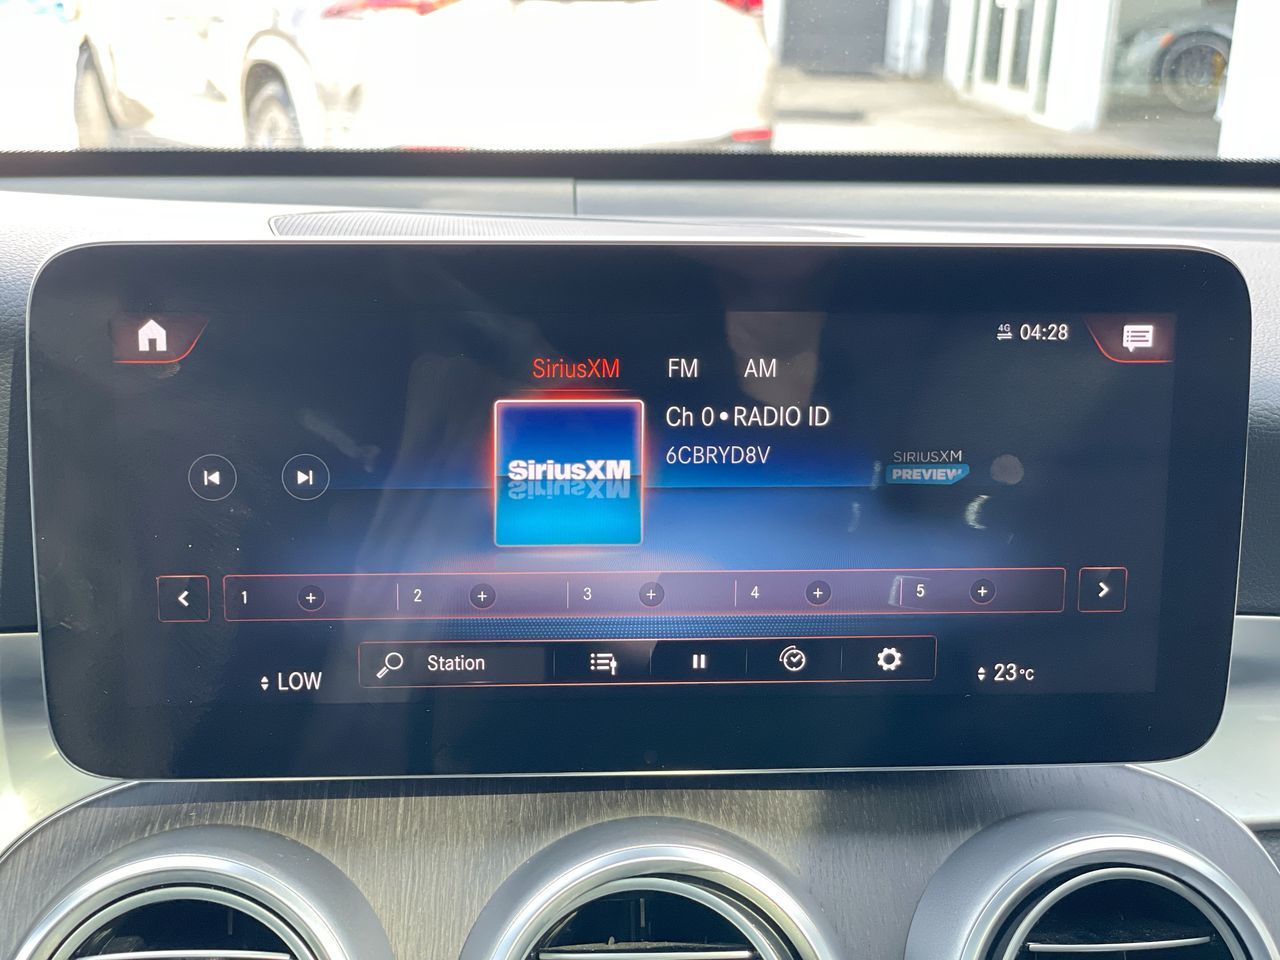 4G 04:28
SiriusXM FM AM
Ch 0 • RADIO ID
6CBRYD8V
SiriusXM
SIRIUSXM
PREVIEW
1 + 2 + 3 + 4 + 5 +
Station
LOW
23°C